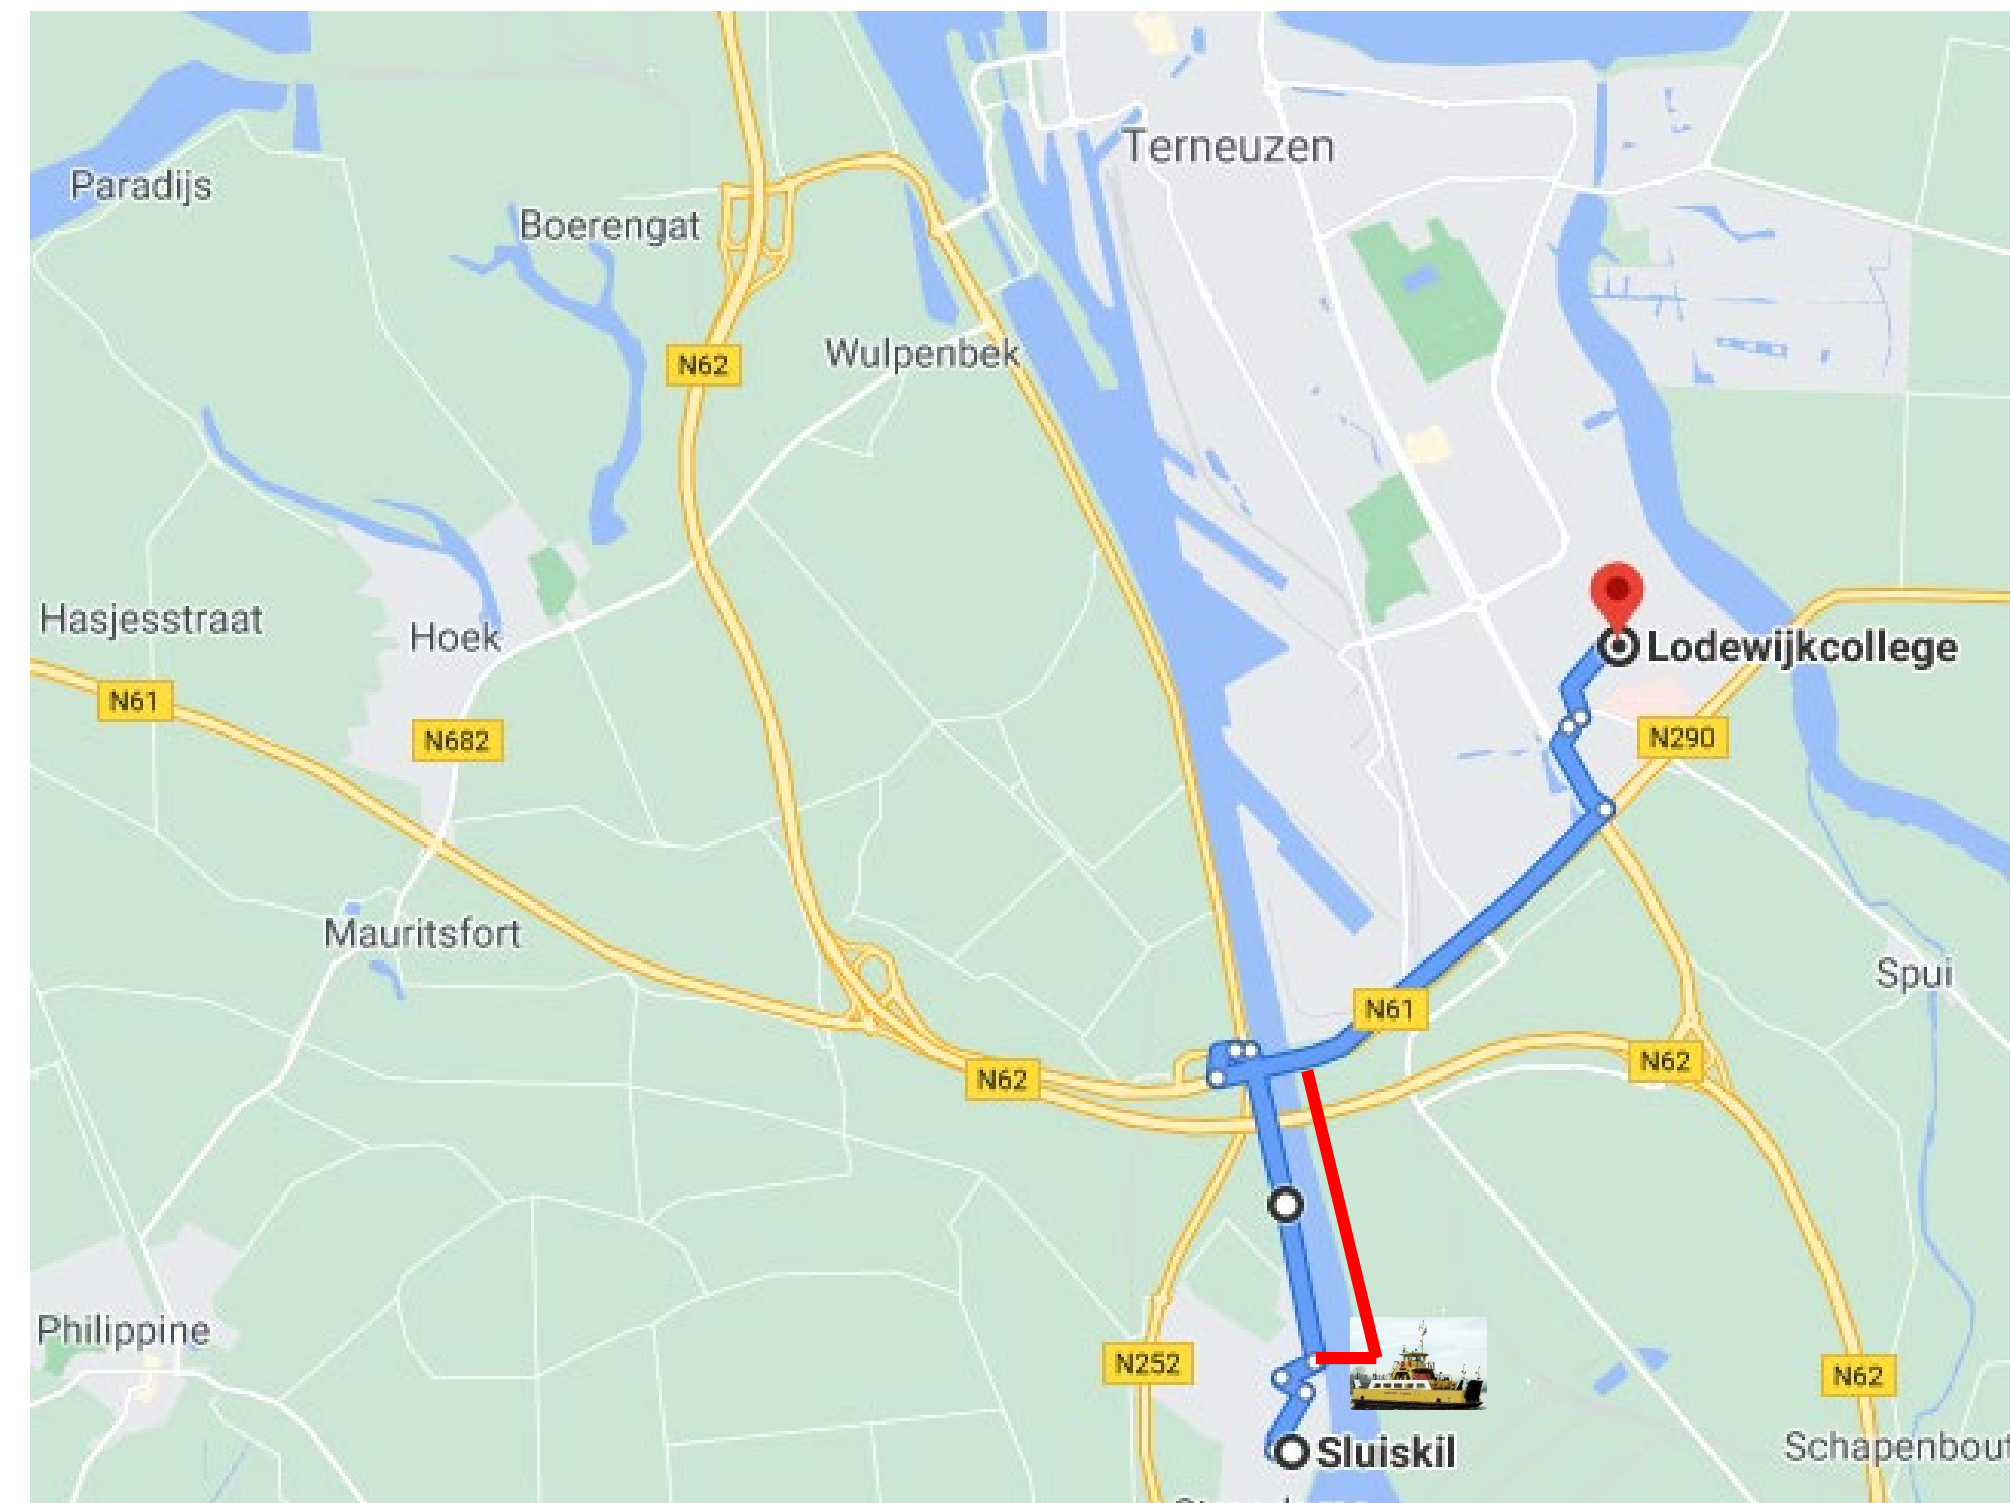 Terneuzen
Paradijs
Boerengat
Wulpenbek
N62
Hasjesstraat
Hoek
Lodewijkcollege
N61
N682
N290
Mauritsfort
Spui
N61
N62
N62
Philippine
N252
N62
Sluiskil
Schapenbout